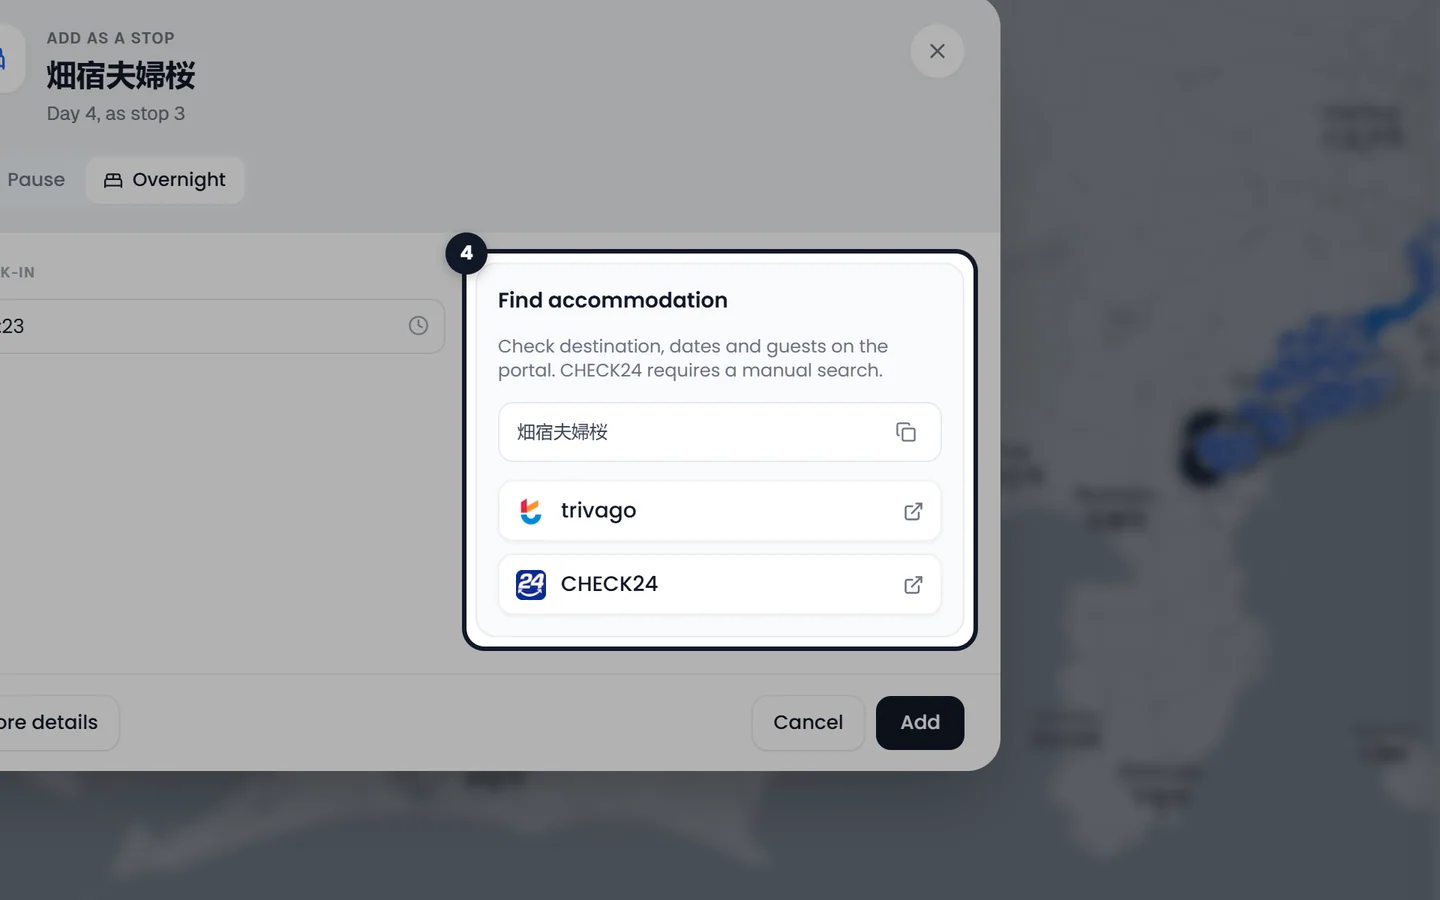 ADD AS A STOP
畑宿夫婦桜
Day 4, as stop 3
Pause
Overnight
K-IN
:23
4
Find accommodation
Check destination, dates and guests on the
portal. CHECK24 requires a manual search.
畑宿夫婦桜
trivago
24
CHECK24
ore details
Cancel
Add